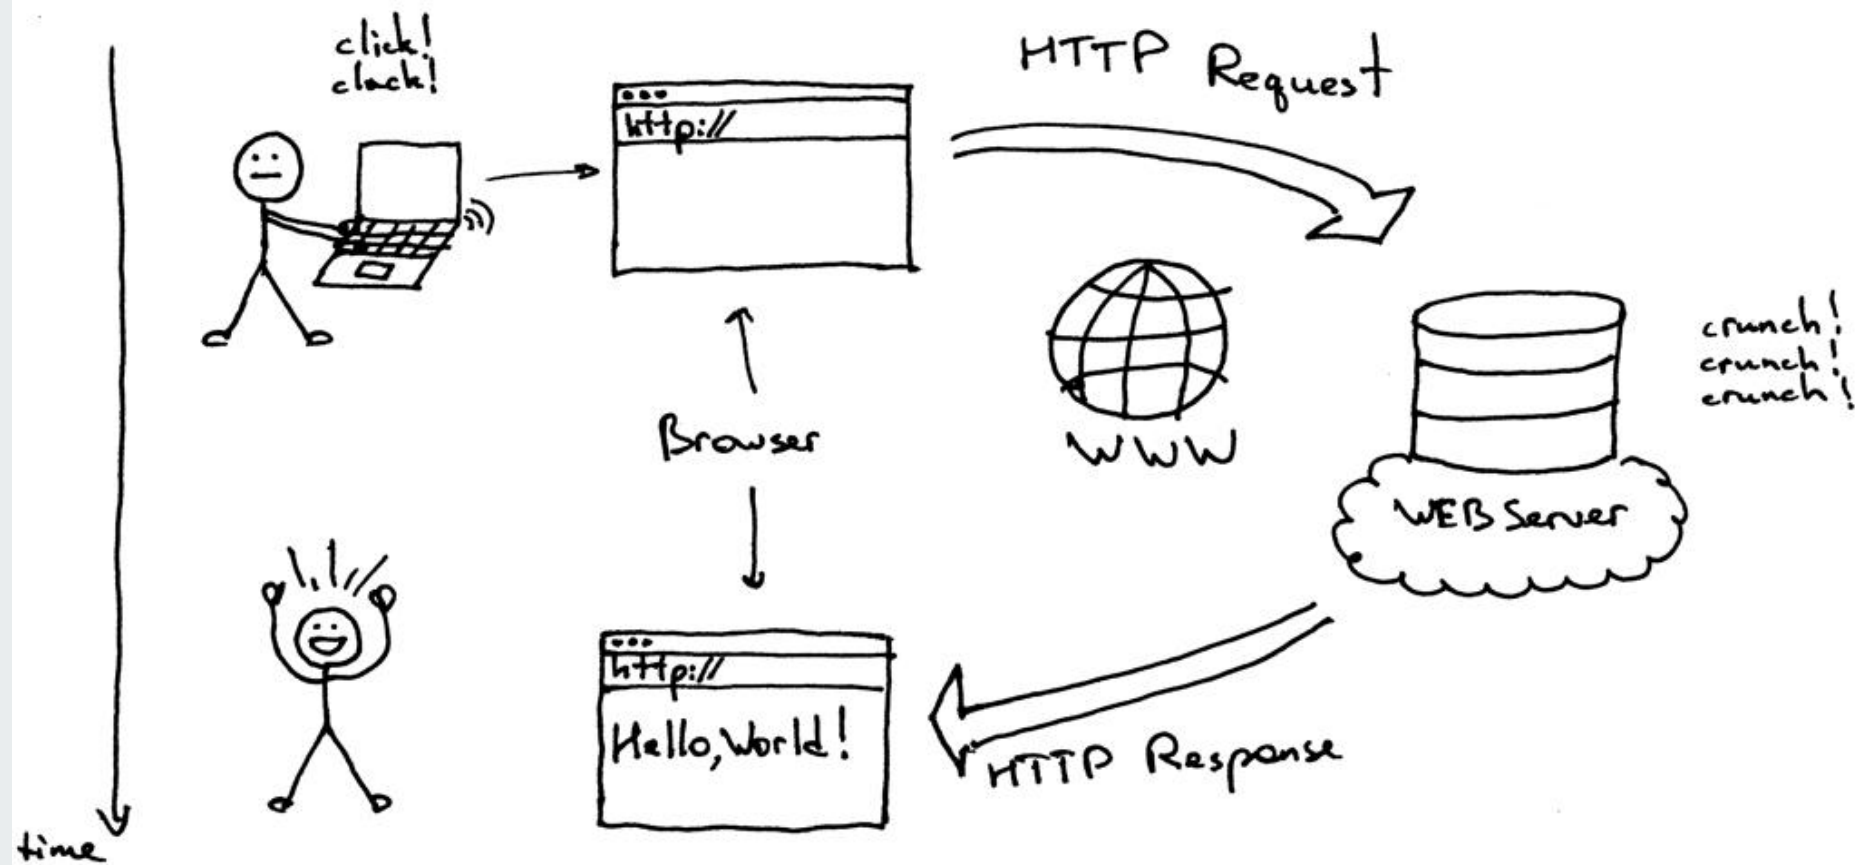 click!
clack!
HTTP Request
http://
crunch!
crunch!
crunch!
Browser
WWW
WEB Server
http://
Hello, World!
HTTP Response
time